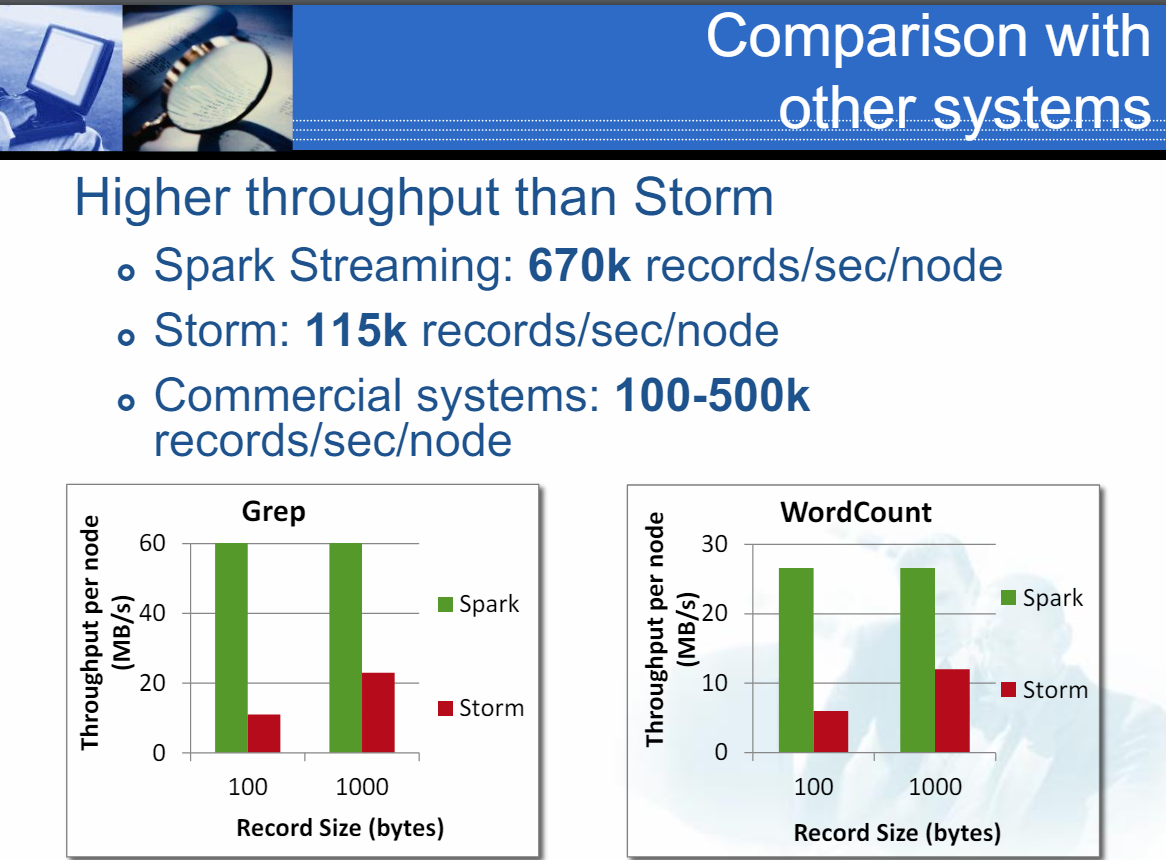 Comparison with
other systems
Higher throughput than Storm
Spark Streaming: 670k records/sec/node
Storm: 115k records/sec/node
Commercial systems: 100-500k
records/sec/node
Grep
Throughput per node
(MB/s)
60
40
20
0
100 1000
Record Size (bytes)
Spark
Storm
WordCount
Throughput per node
(MB/s)
30
20
10
0
100 1000
Record Size (bytes)
Spark
Storm